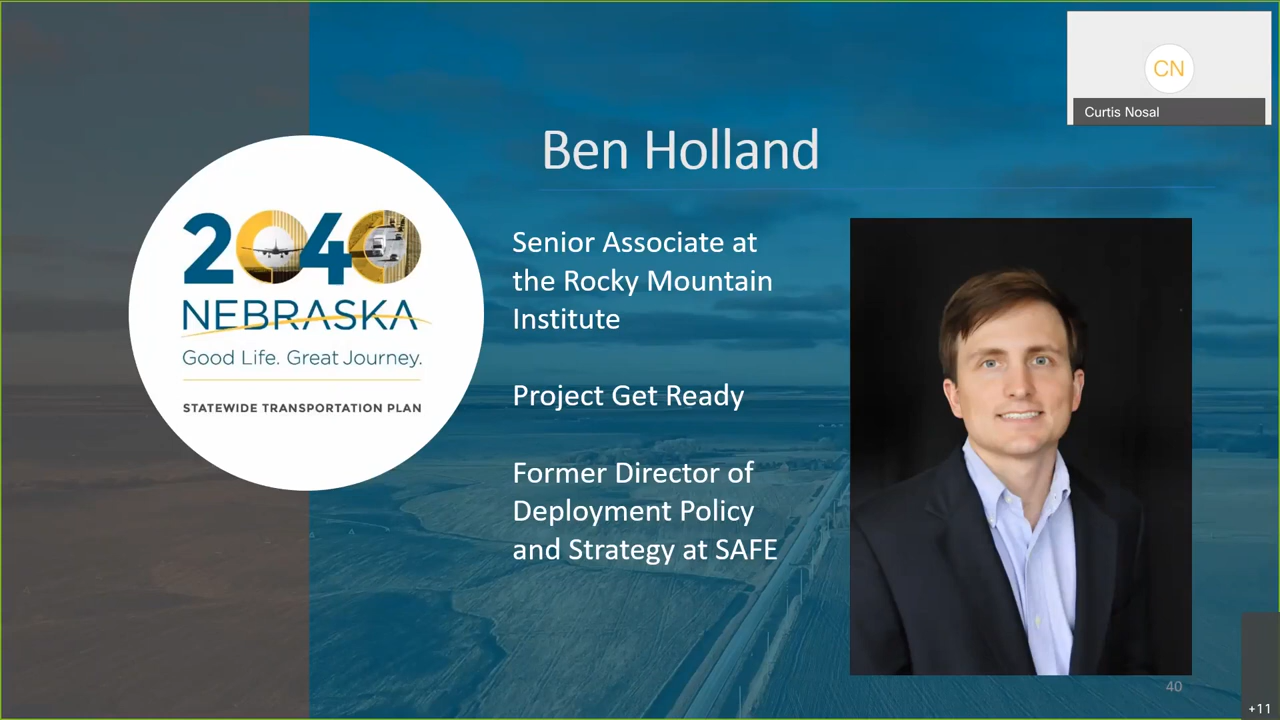 CN
Curtis Nosal
Ben Holland
2040
NEBRASKA
Good Life. Great Journey.
STATEWIDE TRANSPORTATION PLAN
Senior Associate at
the Rocky Mountain
Institute
Project Get Ready
Former Director of
Deployment Policy
and Strategy at SAFE
40
+11